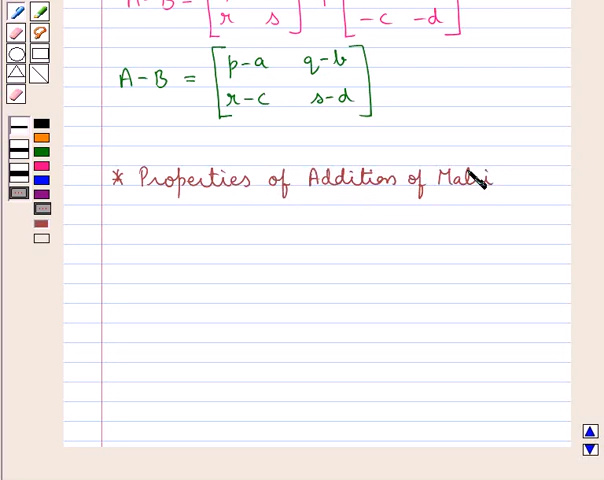 A-B= [ r s ] + [ -c -d ]
A-B = [ p-a q-b
r-c s-d ]
* Properties of Addition of Matri